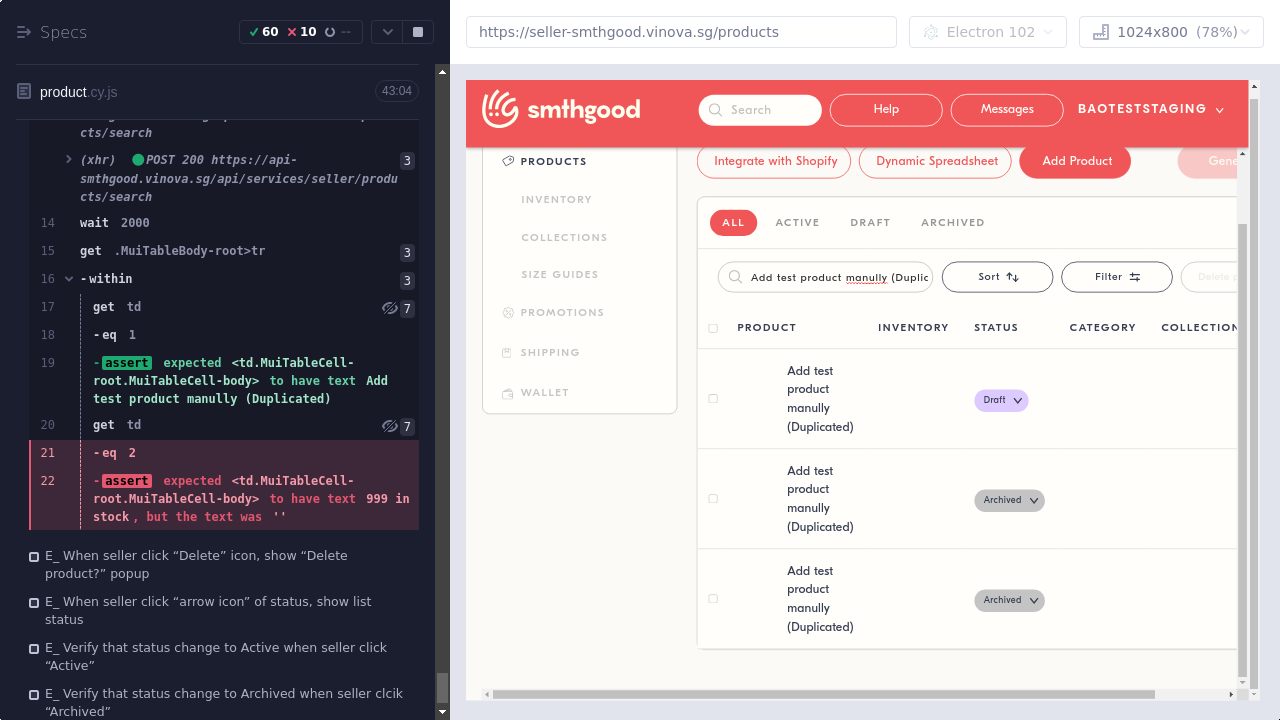 Specs
60 10 --
product.cy.js 43:04
cts/search
(xhr) POST 200 https://api- 3
smthgood.vinova.sg/api/services/seller/produ
cts/search
14 wait 2000
15 get .MuiTableBody-root>tr 3
16 -within 3
17 get td 7
18 -eq 1
19 -assert expected <td.MuiTableCell-
root.MuiTableCell-body> to have text Add
test product manully (Duplicated)
20 get td 7
21 -eq 2
22 -assert expected <td.MuiTableCell-
root.MuiTableCell-body> to have text 999 in
stock, but the text was ''
E_ When seller click “Delete” icon, show “Delete
product?” popup
E_ When seller click “arrow icon” of status, show list
status
E_ Verify that status change to Active when seller click
“Active”
E_ Verify that status change to Archived when seller clcik
“Archived”
https://seller-smthgood.vinova.sg/products
Electron 102
1024x800 (78%)
smthgood
Search
Help
Messages
BAOTESTSTAGING
PRODUCTS
INVENTORY
COLLECTIONS
SIZE GUIDES
PROMOTIONS
SHIPPING
WALLET
Integrate with Shopify
Dynamic Spreadsheet
Add Product
Gene
ALL ACTIVE DRAFT ARCHIVED
Add test product manully (Duplic
Sort
Filter
Delete p
PRODUCT INVENTORY STATUS CATEGORY COLLECTION
Add test
product
manully
(Duplicated)
Draft
Add test
product
manully
(Duplicated)
Archived
Add test
product
manully
(Duplicated)
Archived